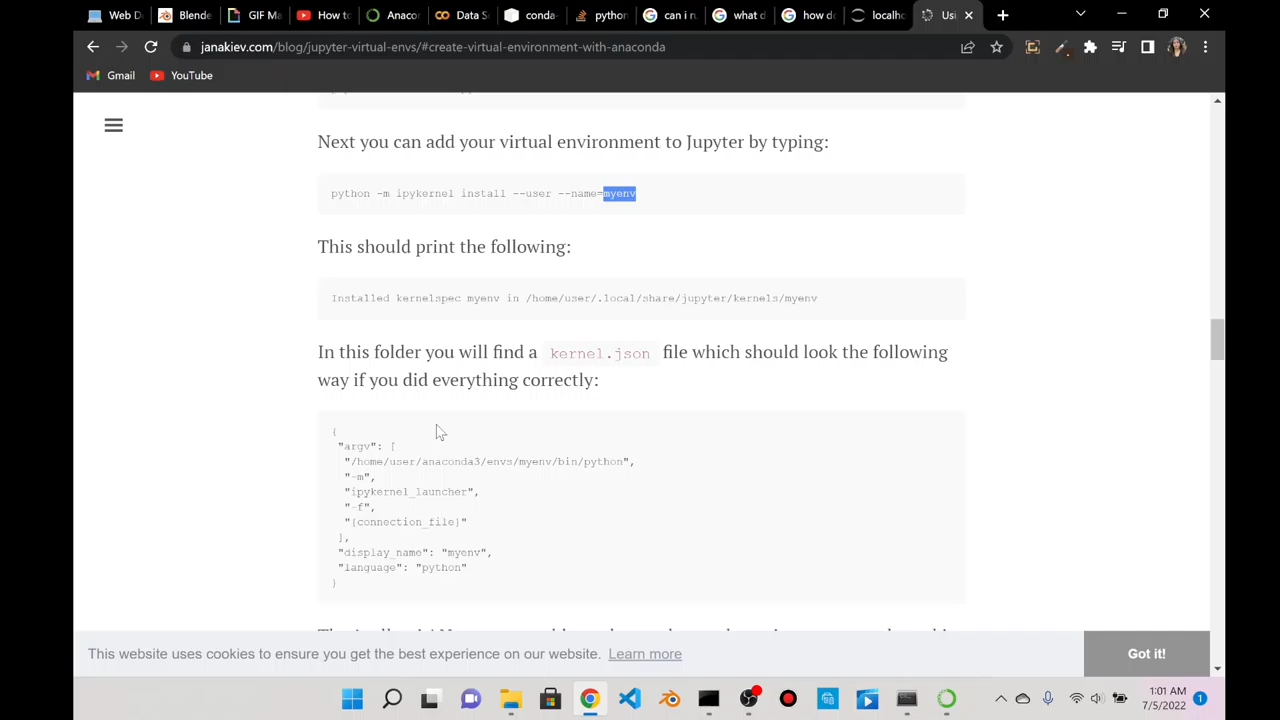 Web D
Blende
GIF M
How to
Anacor
Data S
conda-
python
can i r
what d
how do
localho
Usi
janakiev.com/blog/jupyter-virtual-envs/#create-virtual-environment-with-anaconda
Gmail
YouTube
Next you can add your virtual environment to Jupyter by typing:
python -m ipykernel install --user --name=myenv
This should print the following:
Installed kernelspec myenv in /home/user/.local/share/jupyter/kernels/myenv
In this folder you will find a kernel.json file which should look the following
way if you did everything correctly:
{
"argv": [
"/home/user/anaconda3/envs/myenv/bin/python",
"-m",
"ipykernel_launcher",
"-f",
"{connection_file}"
],
"display_name": "myenv",
"language": "python"
}
This website uses cookies to ensure you get the best experience on our website. Learn more
Got it!
1:01 AM
7/5/2022
1